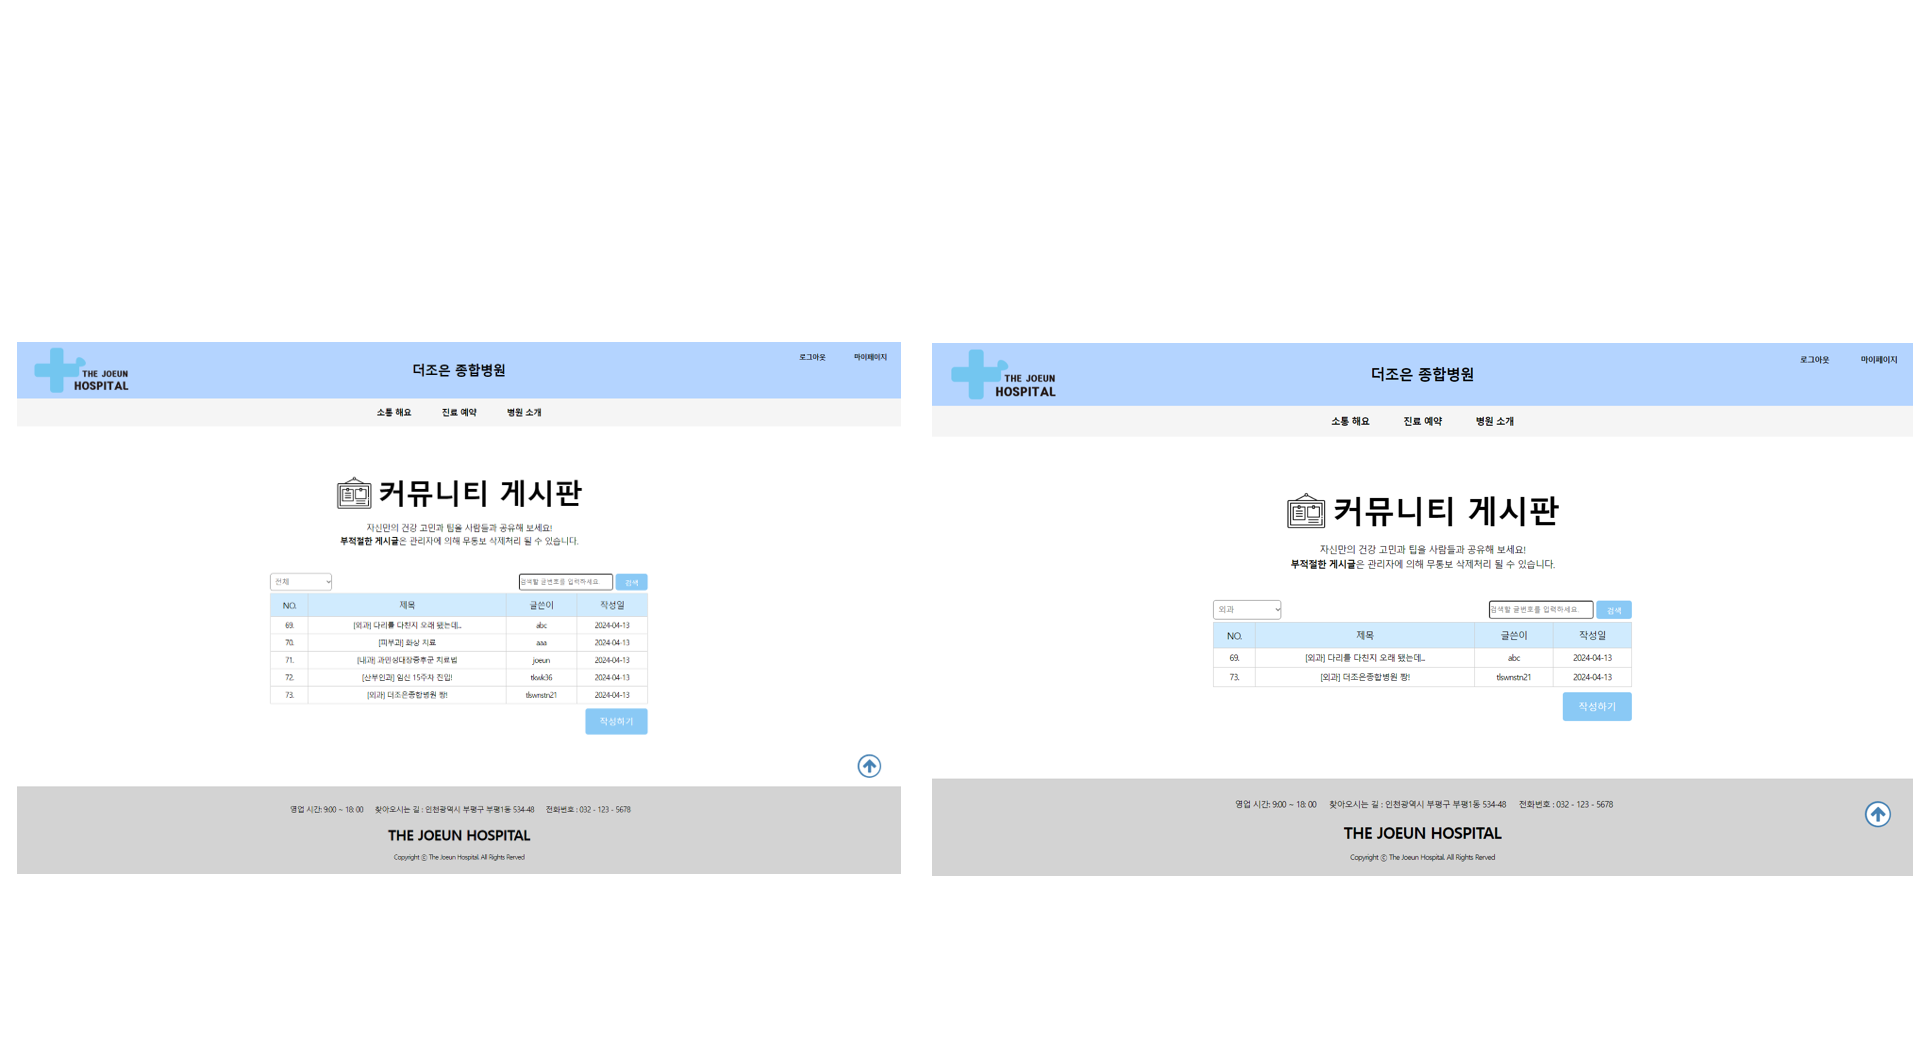 THE JOEUN
HOSPITAL
더조은 종합병원
로그아웃 마이페이지
소통 해요 진료 예약 병원 소개
커뮤니티 게시판
자신만의 건강 고민과 팁을 사람들과 공유해 보세요!
부적절한 게시글은 관리자에 의해 무통보 삭제처리 될 수 있습니다.
전체 검색할 글번호를 입력하세요. 검색
NO. 제목 글쓴이 작성일
69. [외과] 다리를 다친지 오래 됐는데... abc 2024-04-13
70. [피부과] 화상 치료 aaa 2024-04-13
71. [내과] 과민성대장증후군 치료법 joeun 2024-04-13
72. [산부인과] 임신 15주차 진입! tkwk36 2024-04-13
73. [외과] 더조은종합병원 짱! tlswnstn21 2024-04-13
작성하기
영업 시간: 9:00 ~ 18: 00 찾아오시는 길 : 인천광역시 부평구 부평1동 534-48 전화번호 : 032 - 123 - 5678
THE JOEUN HOSPITAL
Copyright ⓒ The Joeun Hospital. All Rights Rerved
THE JOEUN
HOSPITAL
더조은 종합병원
로그아웃 마이페이지
소통 해요 진료 예약 병원 소개
커뮤니티 게시판
자신만의 건강 고민과 팁을 사람들과 공유해 보세요!
부적절한 게시글은 관리자에 의해 무통보 삭제처리 될 수 있습니다.
외과 검색할 글번호를 입력하세요. 검색
NO. 제목 글쓴이 작성일
69. [외과] 다리를 다친지 오래 됐는데... abc 2024-04-13
73. [외과] 더조은종합병원 짱! tlswnstn21 2024-04-13
작성하기
영업 시간: 9:00 ~ 18: 00 찾아오시는 길 : 인천광역시 부평구 부평1동 534-48 전화번호 : 032 - 123 - 5678
THE JOEUN HOSPITAL
Copyright ⓒ The Joeun Hospital. All Rights Rerved